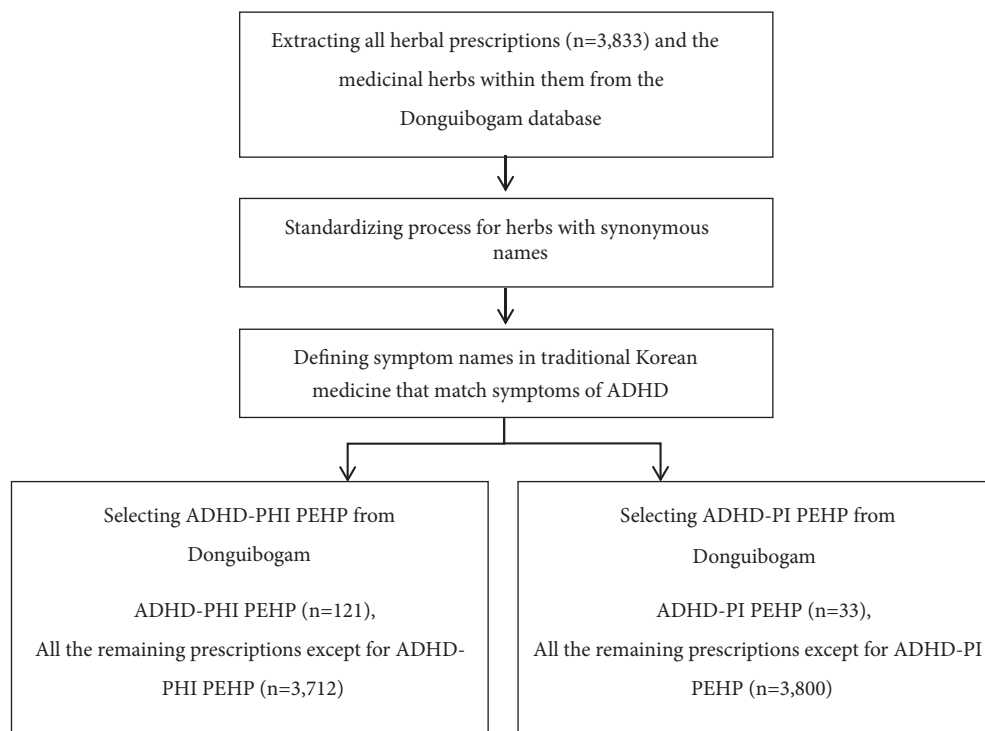 Extracting all herbal prescriptions (n=3,833) and the
medicinal herbs within them from the
Donguibogam database
Standardizing process for herbs with synonymous
names
Defining symptom names in traditional Korean
medicine that match symptoms of ADHD
Selecting ADHD-PHI PEHP from
Donguibogam
ADHD-PHI PEHP (n=121),
All the remaining prescriptions except for ADHD-
PHI PEHP (n=3,712)
Selecting ADHD-PI PEHP from
Donguibogam
ADHD-PI PEHP (n=33),
All the remaining prescriptions except for ADHD-PI
PEHP (n=3,800)